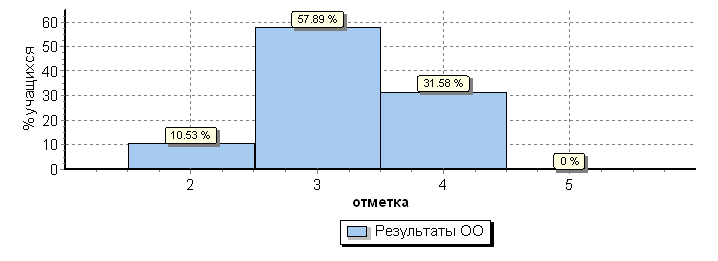 % учащихся
60
50
40
30
20
10
0
10.53 %
57.89 %
31.58 %
0 %
2 3 4 5
отметка
Результаты ОО